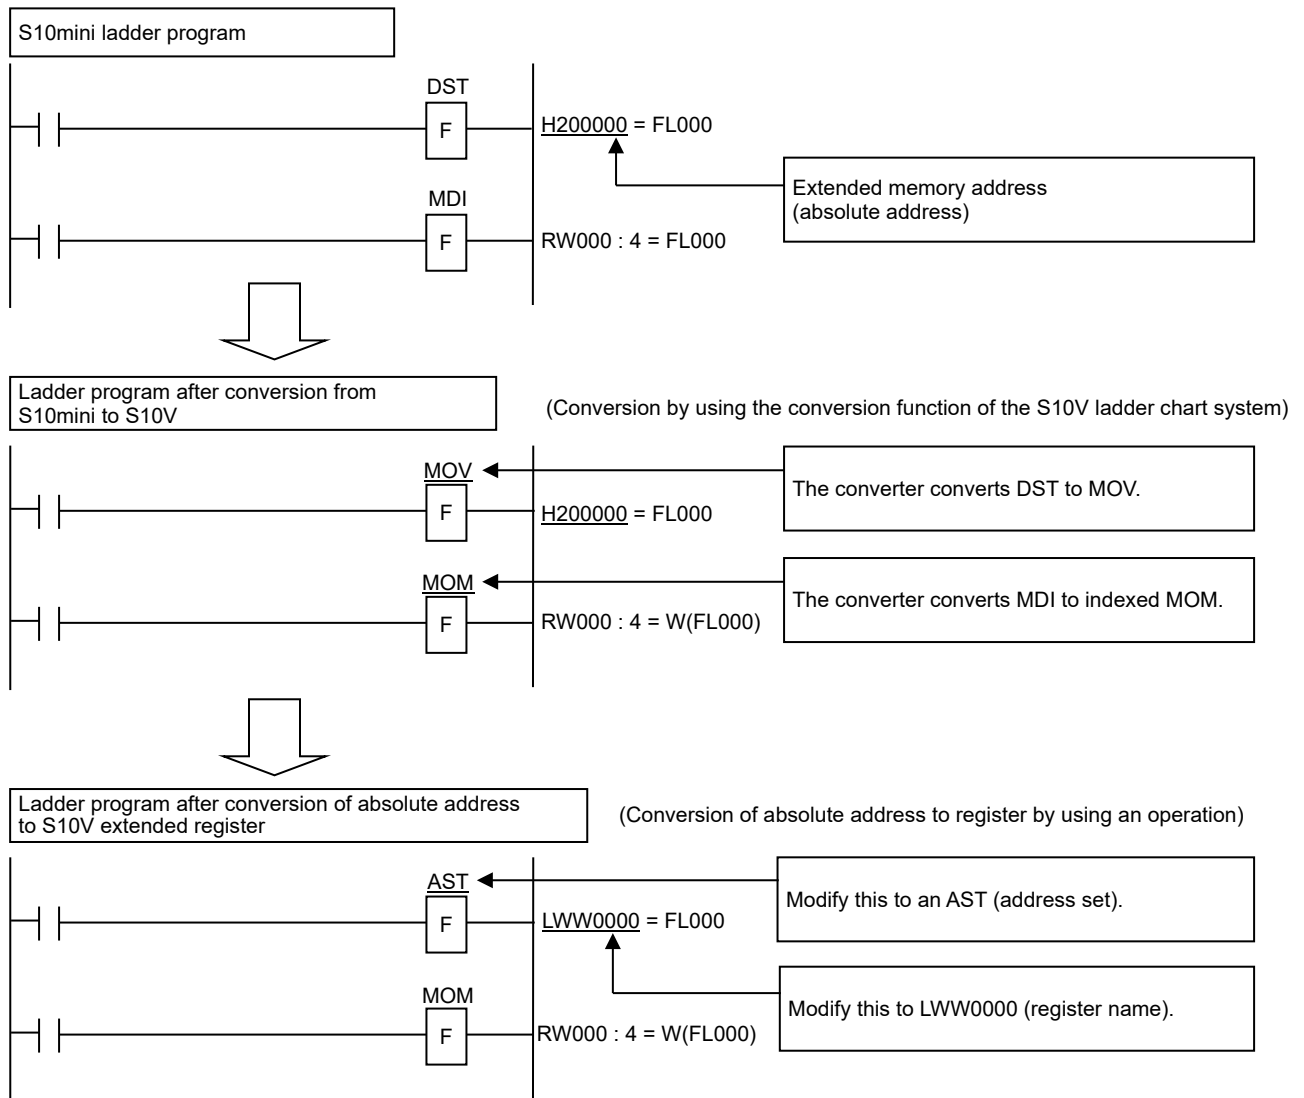 S10mini ladder program
DST
F
H200000 = FL000
Extended memory address
(absolute address)
MDI
F
RW000 : 4 = FL000
Ladder program after conversion from
S10mini to S10V
(Conversion by using the conversion function of the S10V ladder chart system)
MOV
The converter converts DST to MOV.
F
H200000 = FL000
MOM
The converter converts MDI to indexed MOM.
F
RW000 : 4 = W(FL000)
Ladder program after conversion of absolute address
to S10V extended register
(Conversion of absolute address to register by using an operation)
AST
Modify this to an AST (address set).
F
LWW0000 = FL000
MOM
Modify this to LWW0000 (register name).
F
RW000 : 4 = W(FL000)